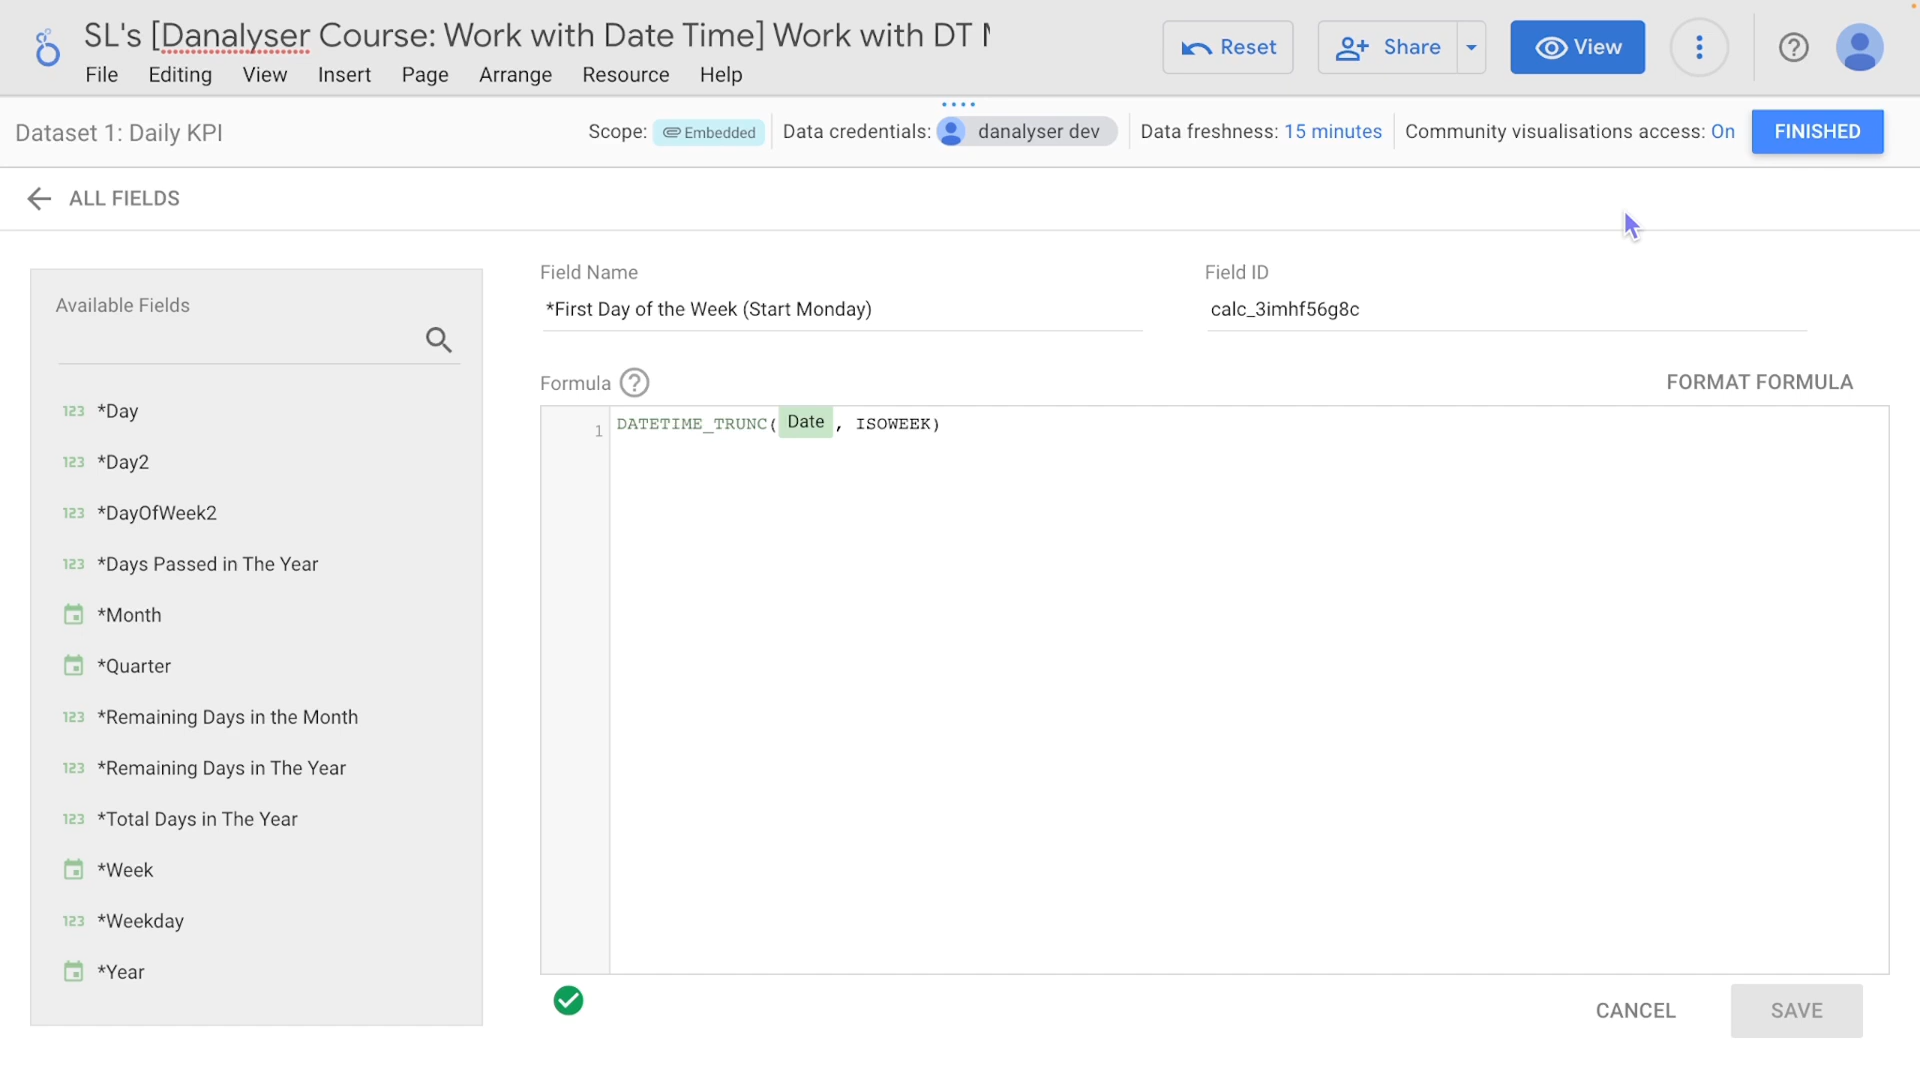 SL's [Danalyser Course: Work with Date Time] Work with DT
File Editing View Insert Page Arrange Resource Help
Reset
Share
View
Dataset 1: Daily KPI
Scope: Embedded
Data credentials: danalyser dev
Data freshness: 15 minutes
Community visualisations access: On
FINISHED
ALL FIELDS
Available Fields
123 *Day
123 *Day2
123 *DayOfWeek2
123 *Days Passed in The Year
*Month
*Quarter
123 *Remaining Days in the Month
123 *Remaining Days in The Year
123 *Total Days in The Year
*Week
123 *Weekday
*Year
Field Name
*First Day of the Week (Start Monday)
Field ID
calc_3imhf56g8c
Formula ?
FORMAT FORMULA
1 DATETIME_TRUNC( Date , ISOWEEK)
CANCEL
SAVE